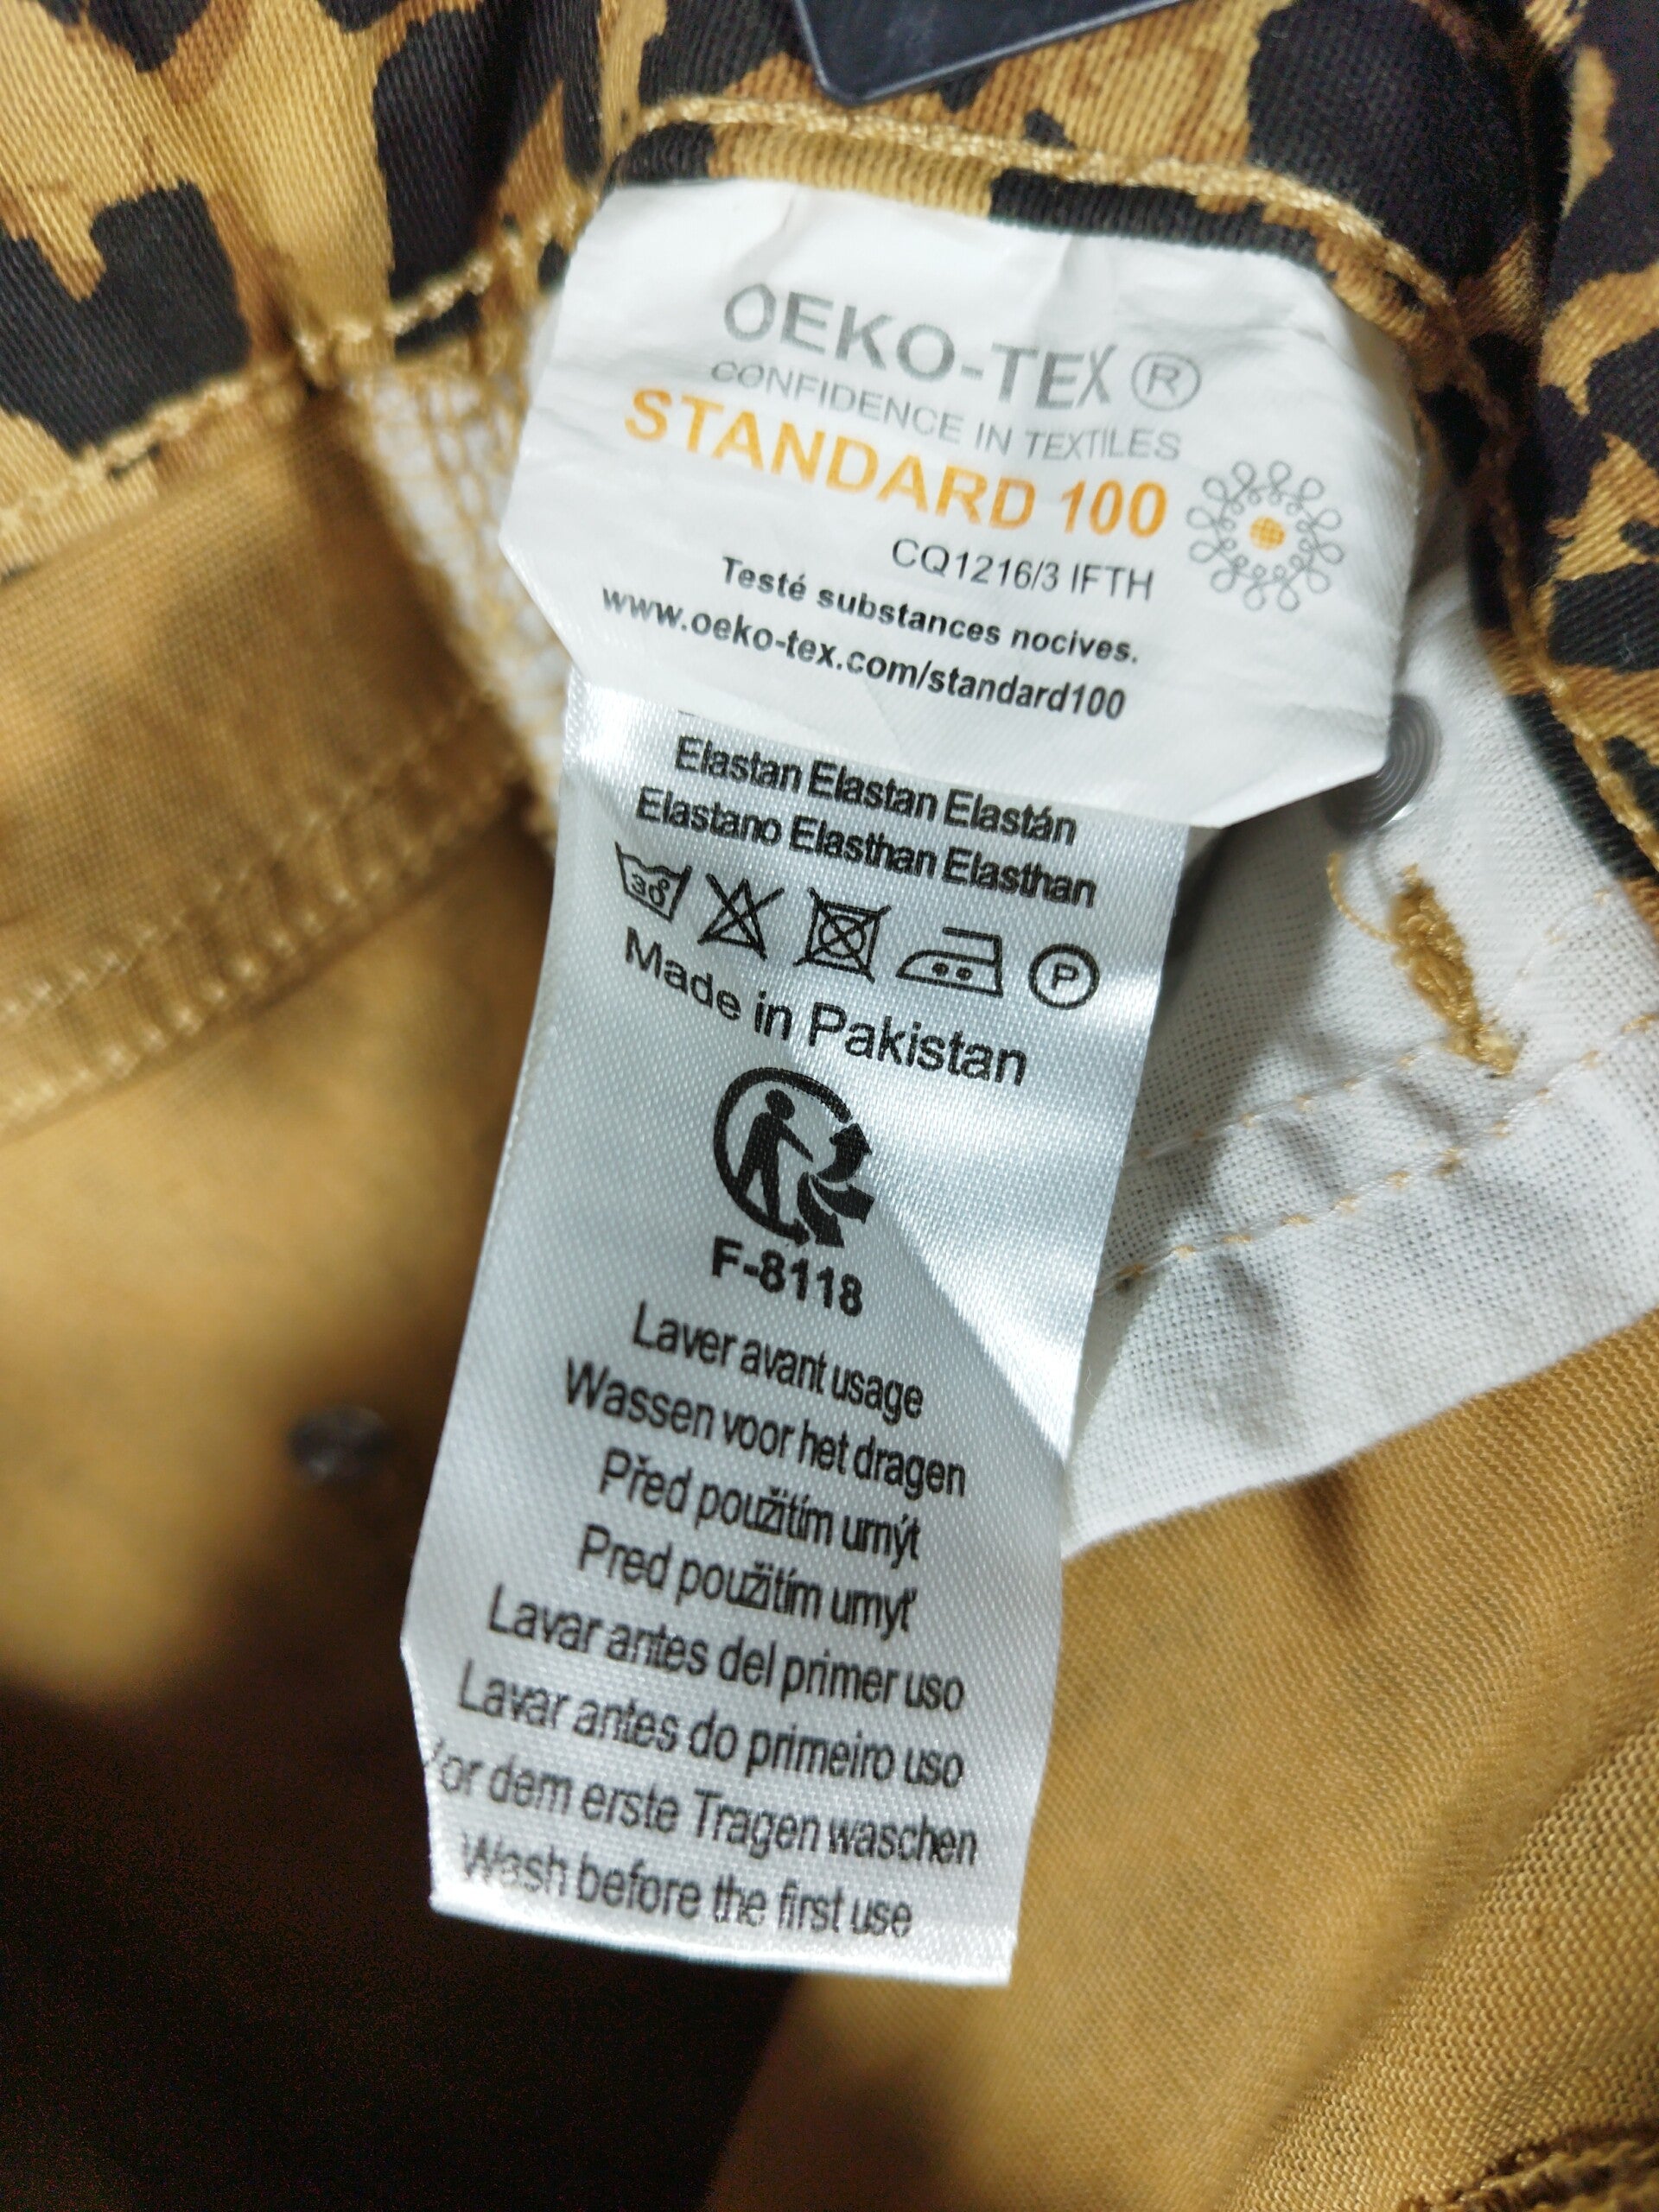 OEKO-TEX®
CONFIDENCE IN TEXTILES
STANDARD 100
CQ1216/3 IFTH
Testé substances nocives.
www.oeko-tex.com/standard100
Elastan Elastan Elastán
Elastano Elasthan Elasthan
30°
P
Made in Pakistan
F-8118
Laver avant usage
Wassen voor het dragen
Před použitím umýt
Pred použitím umyť
Lavar antes del primer uso
Lavar antes do primeiro uso
Vor dem erste Tragen waschen
Wash before the first use